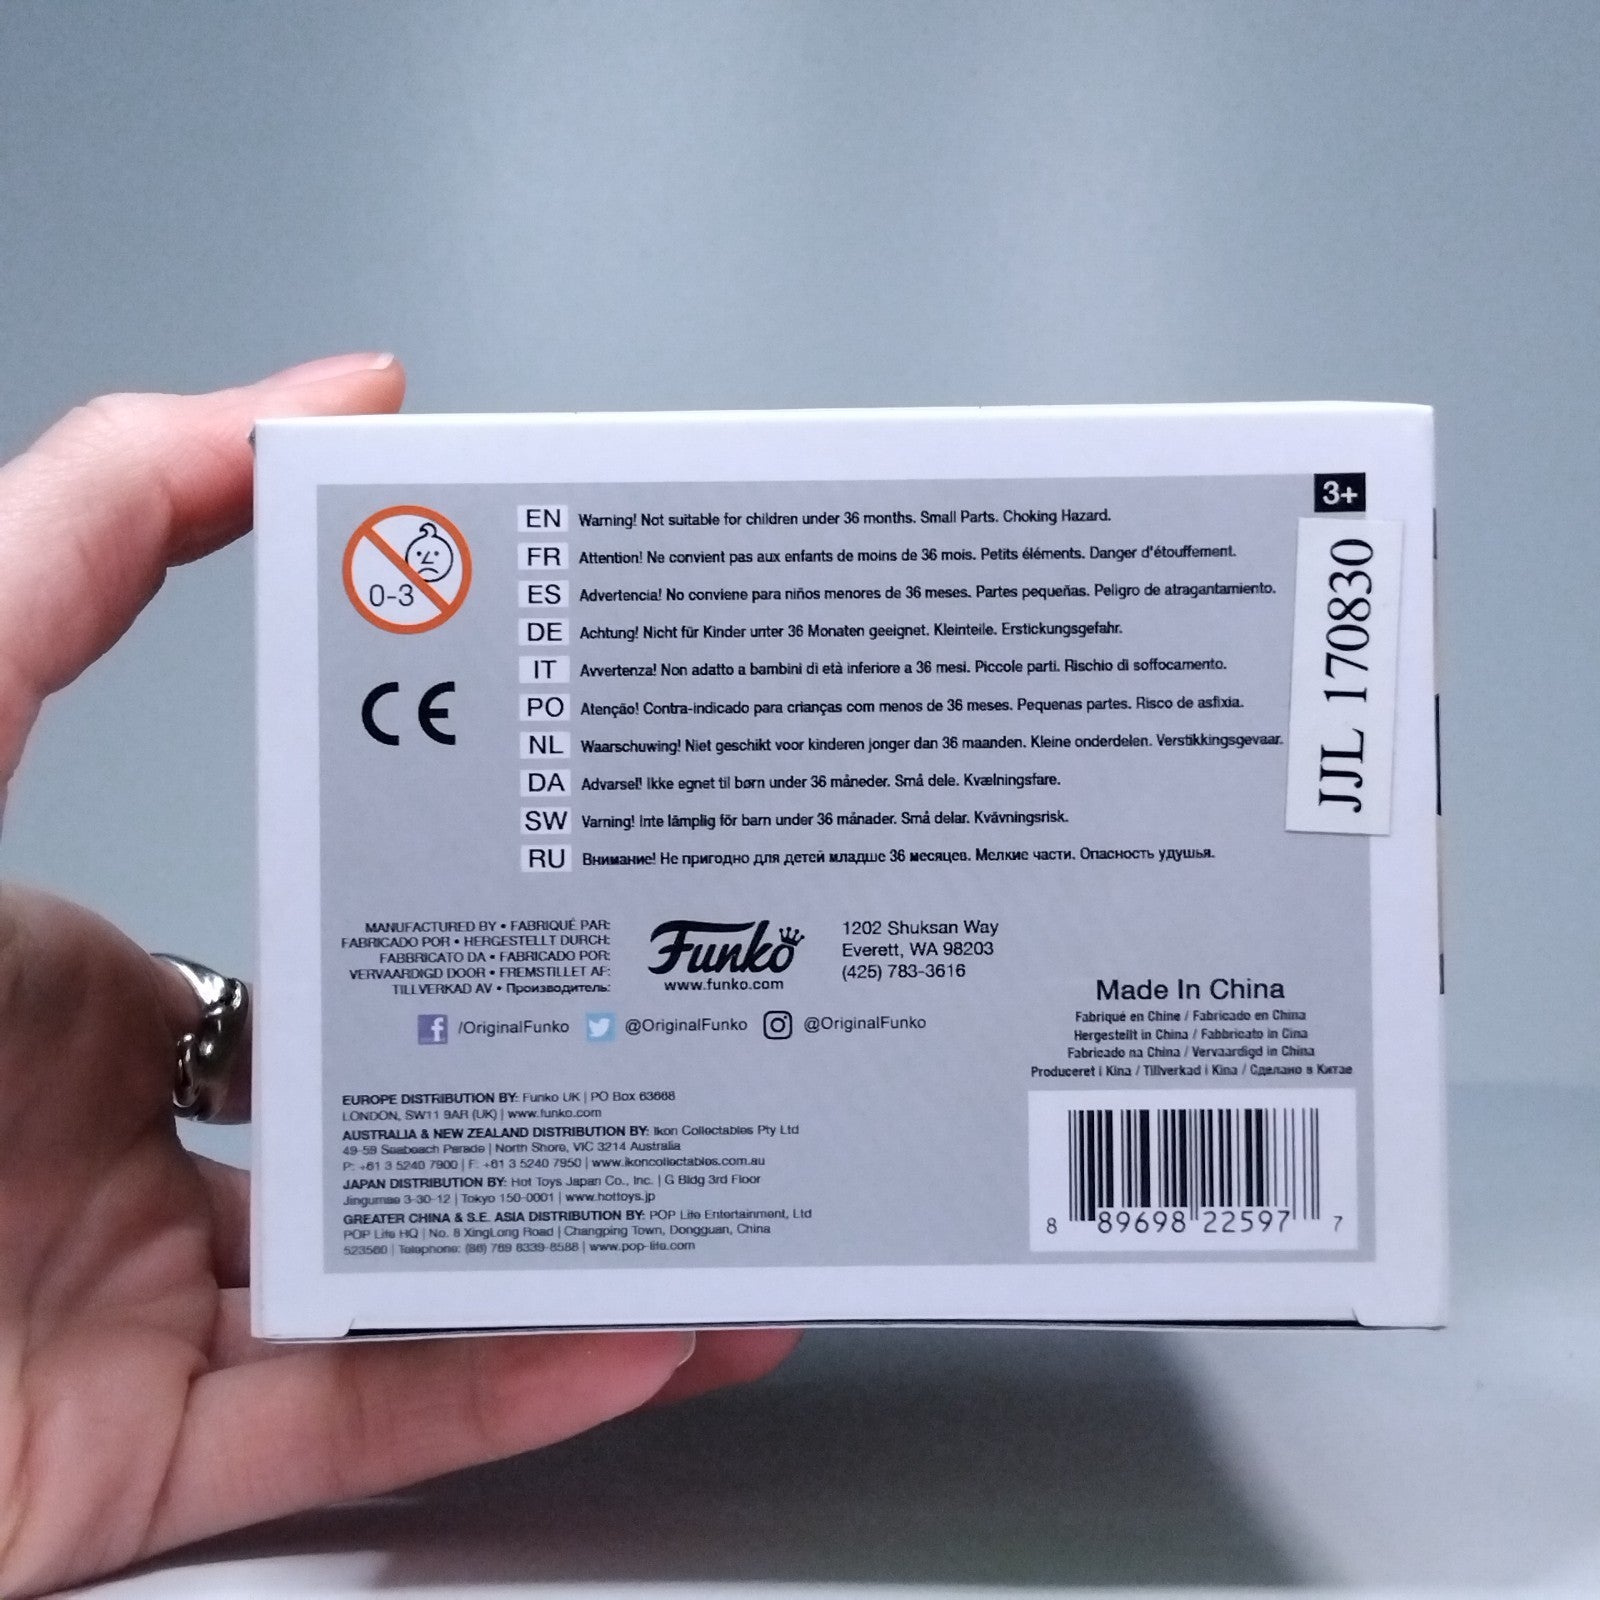 3+
0-3
CE
EN Warning! Not suitable for children under 36 months. Small Parts. Choking Hazard.
FR Attention! Ne convient pas aux enfants de moins de 36 mois. Petits éléments. Danger d'étouffement.
ES Advertencia! No conviene para niños menores de 36 meses. Partes pequeñas. Peligro de atragantamiento.
DE Achtung! Nicht für Kinder unter 36 Monaten geeignet. Kleinteile. Erstickungsgefahr.
IT Avvertenza! Non adatto a bambini di età inferiore a 36 mesi. Piccole parti. Rischio di soffocamento.
PO Atenção! Contra-indicado para crianças com menos de 36 meses. Pequenas partes. Risco de asfixia.
NL Waarschuwing! Niet geschikt voor kinderen jonger dan 36 maanden. Kleine onderdelen. Verstikkingsgevaar.
DA Advarsel! Ikke egnet til børn under 36 måneder. Små dele. Kvælningsfare.
SW Varning! Inte lämplig för barn under 36 månader. Små delar. Kvävningsrisk.
RU Внимание! Не пригодно для детей младше 36 месяцев. Мелкие части. Опасность удушья.
JJL 170830
MANUFACTURED BY • FABRIQUÉ PAR:
FABRICADO POR • HERGESTELLT DURCH:
FABBRICATO DA • FABRICADO POR:
VERVAARDIGD DOOR • FREMSTILLET AF:
TILLVERKAD AV • Производитель:
Funko
www.funko.com
1202 Shuksan Way
Everett, WA 98203
(425) 783-3616
/OriginalFunko @OriginalFunko @OriginalFunko
Made In China
Fabriqué en Chine / Fabricado en China
Hergestellt in China / Fabbricato in Cina
Fabricado na China / Vervaardigd in China
Produceret i Kina / Tillverkad i Kina / Сделано в Китае
EUROPE DISTRIBUTION BY: Funko UK | PO Box 63668
LONDON, SW11 9AR (UK) | www.funko.com
AUSTRALIA & NEW ZEALAND DISTRIBUTION BY: Ikon Collectables Pty Ltd
49-59 Seabeach Parade | North Shore, VIC 3214 Australia
P: +61 3 5240 7900 | F: +61 3 5240 7950 | www.ikoncollectables.com.au
JAPAN DISTRIBUTION BY: Hot Toys Japan Co., Inc. | G Bldg 3rd Floor
Jingumae 3-30-12 | Tokyo 150-0001 | www.hottoys.jp
GREATER CHINA & S.E. ASIA DISTRIBUTION BY: POP Life Entertainment, Ltd
POP Life HQ | No. 8 XingLong Road | Changping Town, Dongguan, China
523560 | Telephone: (86) 769 8339-8588 | www.pop-life.com
8 89698 22597 7